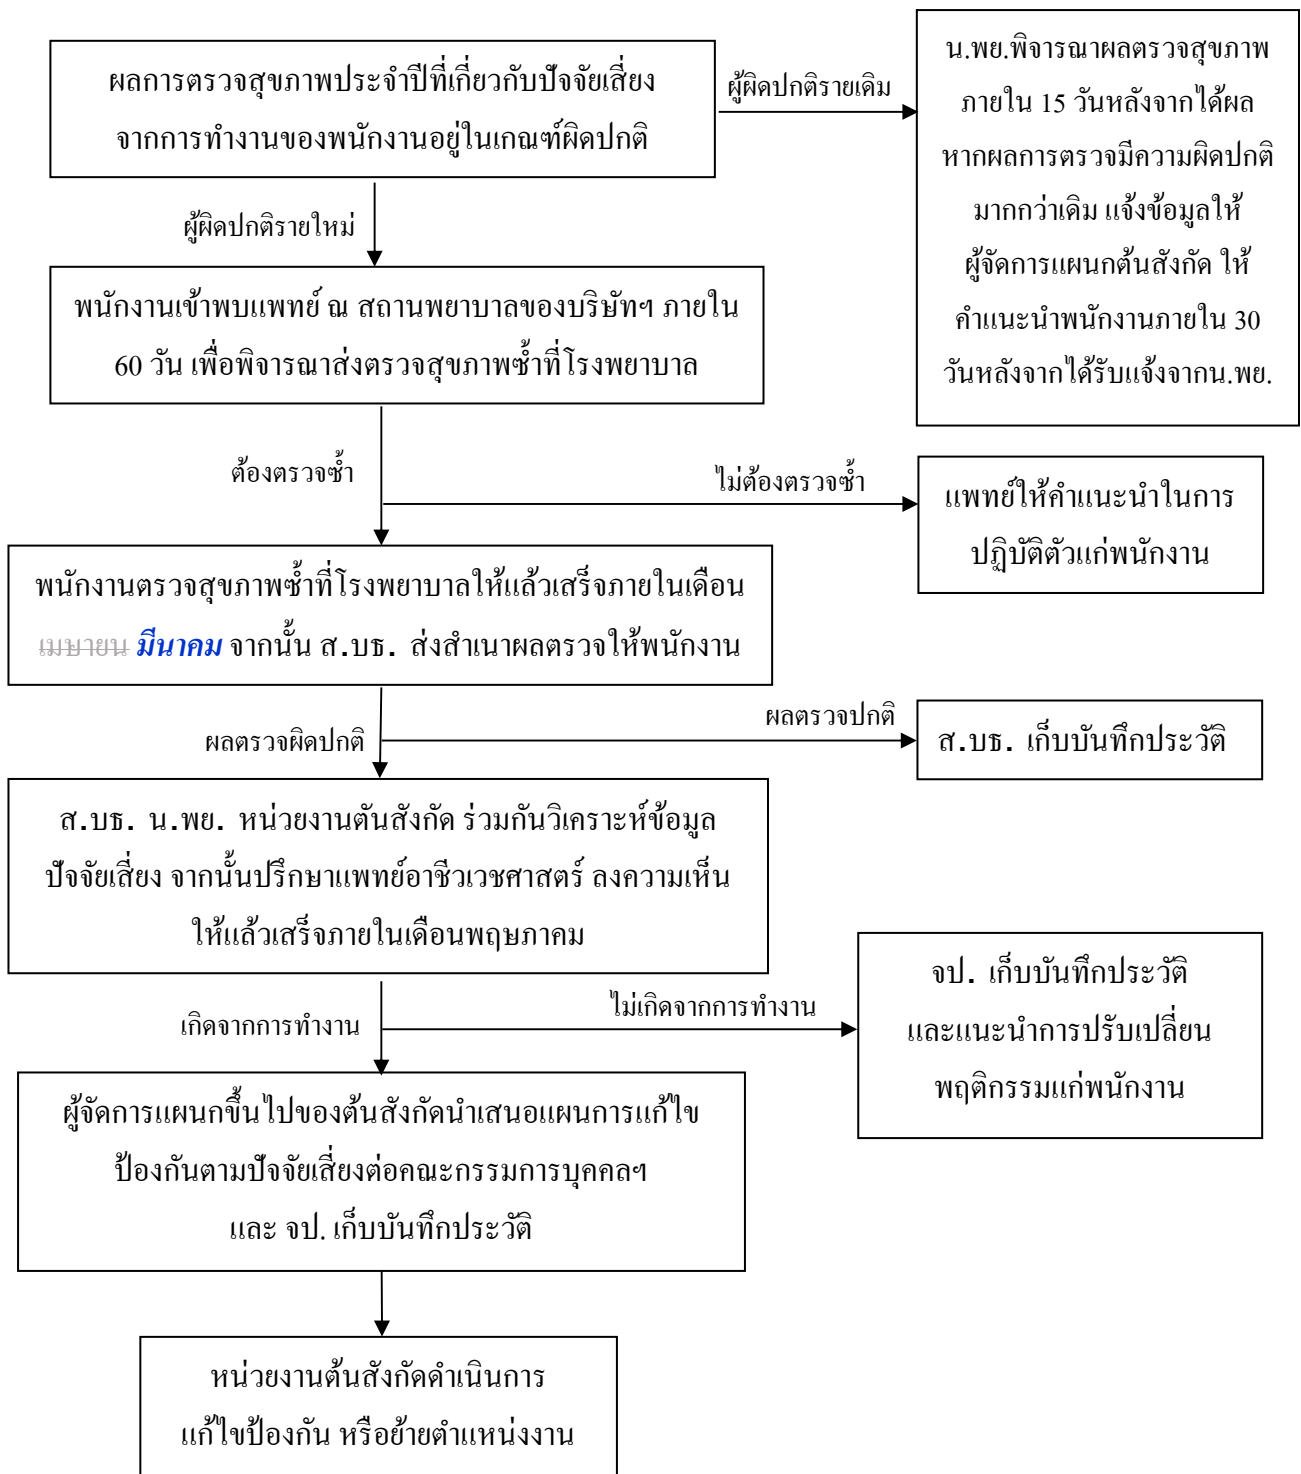 ผลการตรวจสุขภาพประจำปีที่เกี่ยวกับปัจจัยเสี่ยง
จากการทำงานของพนักงานอยู่ในเกณฑ์ผิดปกติ
ผู้ผิดปกติรายเดิม
น.พย.พิจารณาผลตรวจสุขภาพ
ภายใน 15 วันหลังจากได้ผล
หากผลการตรวจมีความผิดปกติ
มากกว่าเดิม แจ้งข้อมูลให้
ผู้จัดการแผนกต้นสังกัด ให้
คำแนะนำพนักงานภายใน 30
วันหลังจากได้รับแจ้งจากน.พย.
ผู้ผิดปกติรายใหม่
พนักงานเข้าพบแพทย์ ณ สถานพยาบาลของบริษัทฯ ภายใน
60 วัน เพื่อพิจารณาส่งตรวจสุขภาพซ้ำที่โรงพยาบาล
ต้องตรวจซ้ำ
ไม่ต้องตรวจซ้ำ
แพทย์ให้คำแนะนำในการ
ปฏิบัติตัวแก่พนักงาน
พนักงานตรวจสุขภาพซ้ำที่โรงพยาบาลให้แล้วเสร็จภายในเดือน
เมษายน มีนาคม จากนั้น ส.บธ. ส่งสำเนาผลตรวจให้พนักงาน
ผลตรวจผิดปกติ
ผลตรวจปกติ
ส.บธ. เก็บบันทึกประวัติ
ส.บธ. น.พย. หน่วยงานต้นสังกัด ร่วมกันวิเคราะห์ข้อมูล
ปัจจัยเสี่ยง จากนั้นปรึกษาแพทย์อาชีวเวชศาสตร์ ลงความเห็น
ให้แล้วเสร็จภายในเดือนพฤษภาคม
เกิดจากการทำงาน
ไม่เกิดจากการทำงาน
จป. เก็บบันทึกประวัติ
และแนะนำการปรับเปลี่ยน
พฤติกรรมแก่พนักงาน
ผู้จัดการแผนกขึ้นไปของต้นสังกัดนำเสนอแผนการแก้ไข
ป้องกันตามปัจจัยเสี่ยงต่อคณะกรรมการบุคคลฯ
และ จป. เก็บบันทึกประวัติ
หน่วยงานต้นสังกัดดำเนินการ
แก้ไขป้องกัน หรือย้ายตำแหน่งงาน